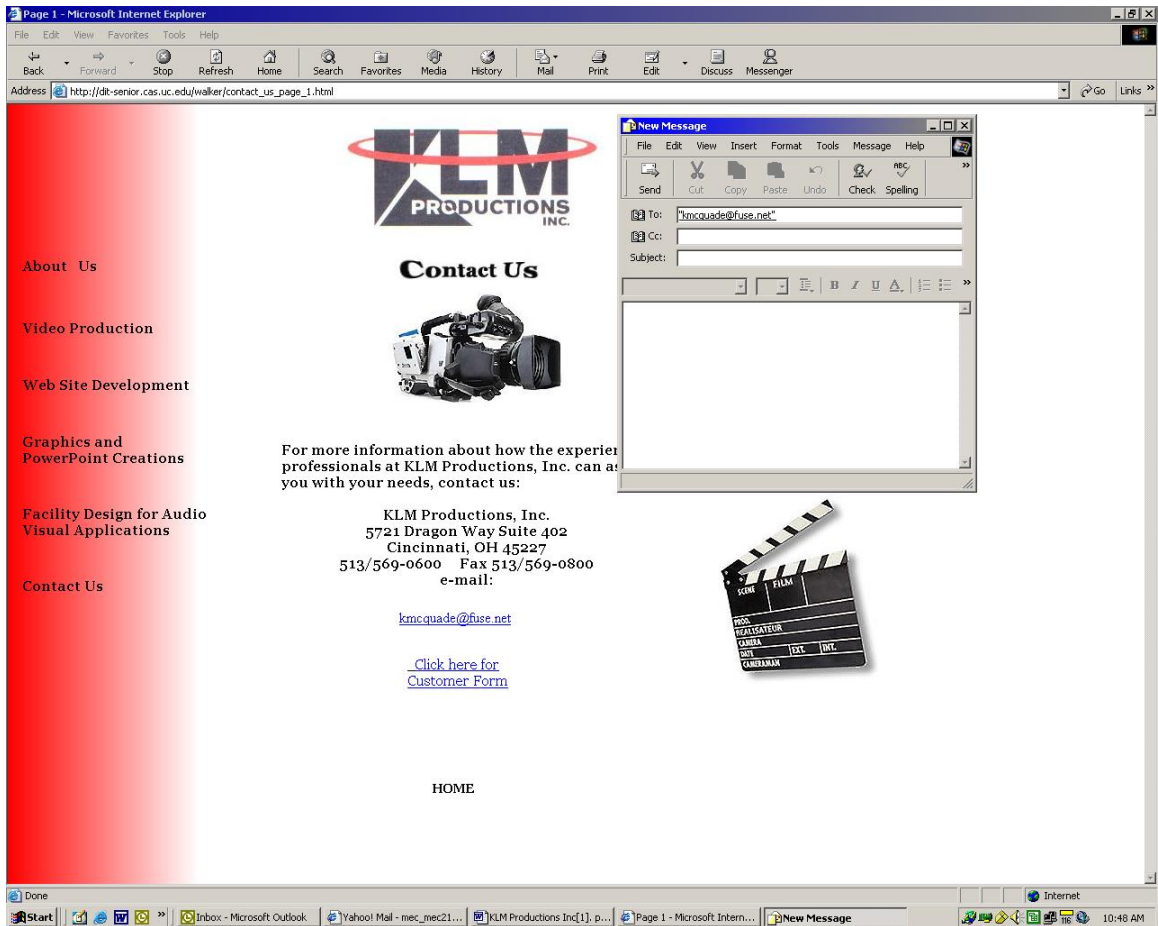 Page 1 - Microsoft Internet Explorer
File Edit View Favorites Tools Help
Back Forward Stop Refresh Home Search Favorites Media History Mail Print Edit Discuss Messenger
Address http://dit-senior.cas.uc.edu/walker/contact_us_page_1.html Go Links »
KLM
PRODUCTIONS
INC.
About Us
Video Production
Web Site Development
Graphics and
PowerPoint Creations
Facility Design for Audio
Visual Applications
Contact Us
Contact Us
For more information about how the
professionals at KLM Productions, Inc. can
you with your needs, contact us:
KLM Productions, Inc.
5721 Dragon Way Suite 402
Cincinnati, OH 45227
513/569-0600 Fax 513/569-0800
e-mail:
kmcquade@fuse.net
Click here for
Customer Form
HOME
New Message
File Edit View Insert Format Tools Message Help
Send Cut Copy Paste Undo Check Spelling »
To: "kmcquade@fuse.net"
Cc:
Subject:
B I U A »
SCENE FILM
PROD.
REALISATEUR
CAMERA
DATE EXT. INT.
CAMERAMAN
Done Internet
Start » Inbox - Microsoft Outlook Yahoo! Mail - mec_mec21... KLM Productions Inc[1]. p... Page 1 - Microsoft Intern... New Message 116 10:48 AM